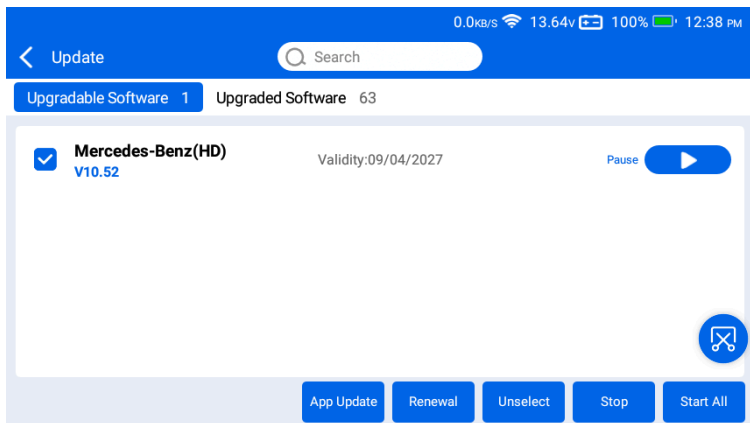 0.0KB/S 13.64V 100% 12:38 PM
Update Search
Upgradable Software 1 Upgraded Software 63
Mercedes-Benz(HD)
V10.52
Validity:09/04/2027
Pause
App Update Renewal Unselect Stop Start All